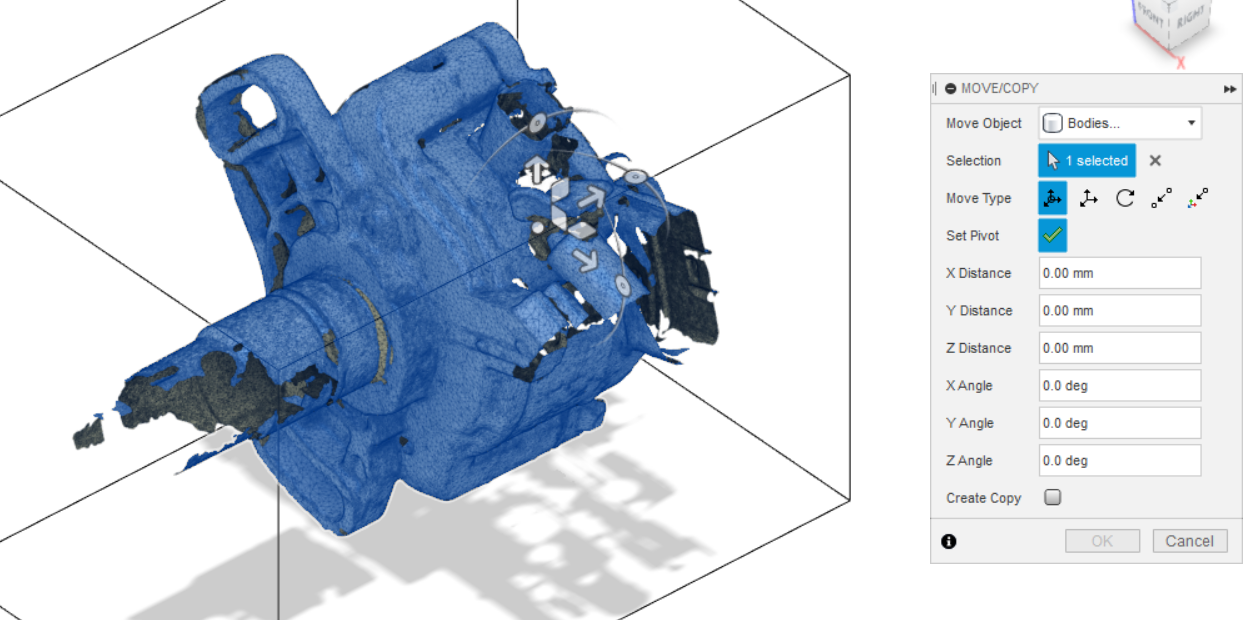 FRONT
RIGHT
X
MOVE/COPY
Move Object Bodies...
Selection 1 selected
Move Type
Set Pivot
X Distance 0.00 mm
Y Distance 0.00 mm
Z Distance 0.00 mm
X Angle 0.0 deg
Y Angle 0.0 deg
Z Angle 0.0 deg
Create Copy
OK Cancel